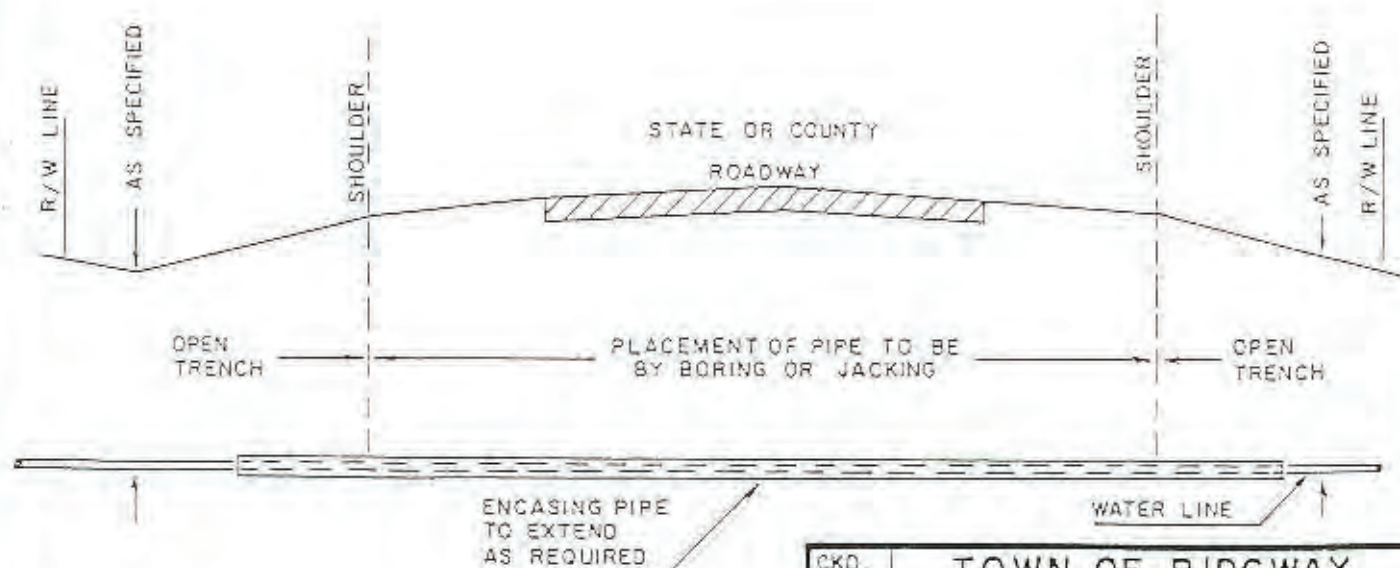 R/W LINE
AS SPECIFIED
SHOULDER
STATE OR COUNTY
ROADWAY
SHOULDER
AS SPECIFIED
R/W LINE
OPEN
TRENCH
PLACEMENT OF PIPE TO BE
BY BORING OR JACKING
OPEN
TRENCH
ENCASING PIPE
TO EXTEND
AS REQUIRED
WATER LINE
CKD.
TOWN OF RIDGWAY